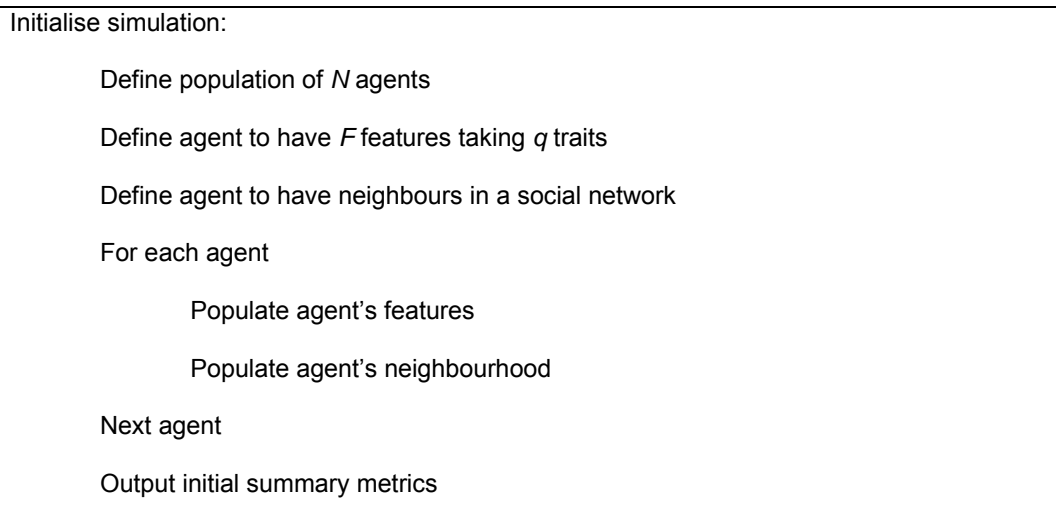 Initialise simulation:
Define population of N agents
Define agent to have F features taking q traits
Define agent to have neighbours in a social network
For each agent
Populate agent’s features
Populate agent’s neighbourhood
Next agent
Output initial summary metrics